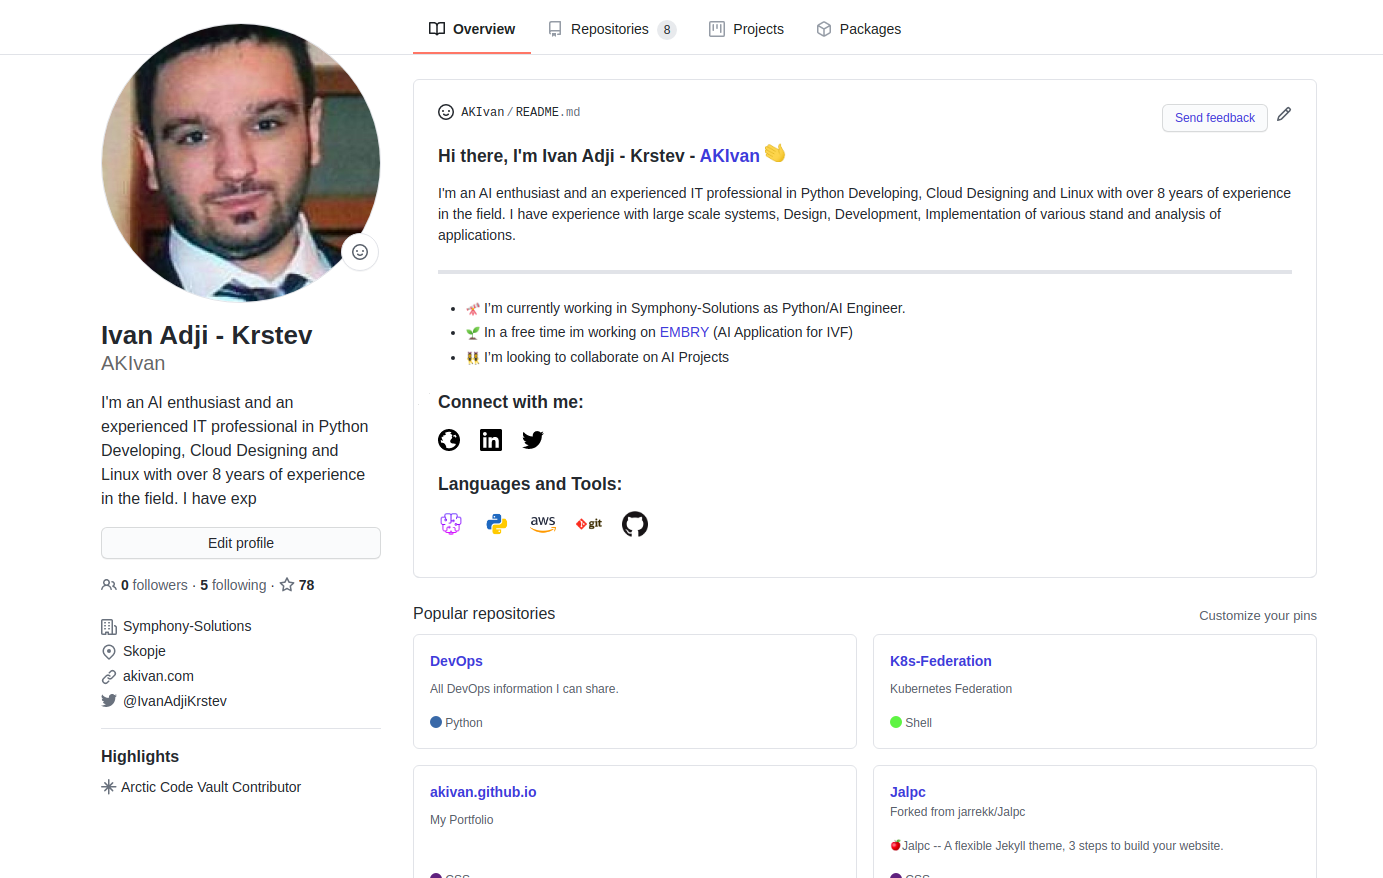 Overview Repositories 8 Projects Packages
AKIvan/README.md
Send feedback
Hi there, I'm Ivan Adji - Krstev - AKIvan
I'm an AI enthusiast and an experienced IT professional in Python Developing, Cloud Designing and Linux with over 8 years of experience
in the field. I have experience with large scale systems, Design, Development, Implementation of various stand and analysis of
applications.
I’m currently working in Symphony-Solutions as Python/AI Engineer.
In a free time im working on EMBRY (AI Application for IVF)
I’m looking to collaborate on AI Projects
Connect with me:
in
Languages and Tools:
aws
git
Ivan Adji - Krstev
AKIvan
I'm an AI enthusiast and an
experienced IT professional in Python
Developing, Cloud Designing and
Linux with over 8 years of experience
in the field. I have exp
Edit profile
0 followers · 5 following · 78
Symphony-Solutions
Skopje
akivan.com
@IvanAdjiKrstev
Highlights
Arctic Code Vault Contributor
Popular repositories
Customize your pins
DevOps
All DevOps information I can share.
Python
K8s-Federation
Kubernetes Federation
Shell
akivan.github.io
My Portfolio
CSS
Jalpc
Forked from jarrekk/Jalpc
Jalpc -- A flexible Jekyll theme, 3 steps to build your website.
CSS